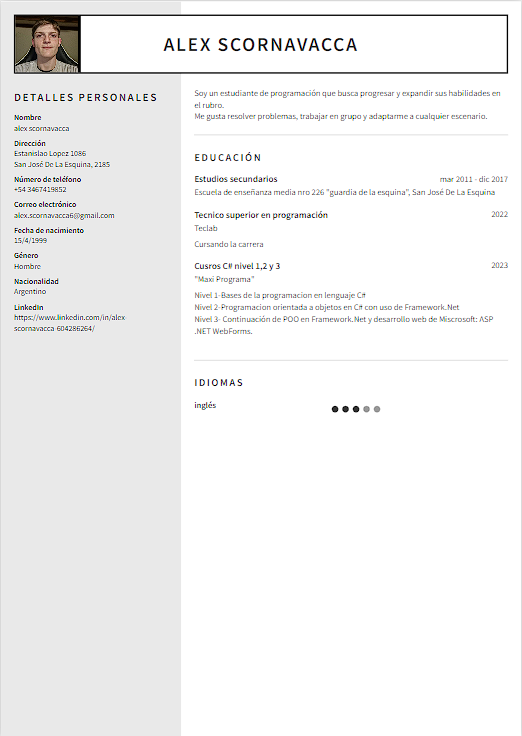 ALEX SCORNAVACCA
DETALLES PERSONALES
Nombre
alex scornavacca
Dirección
Estanislao Lopez 1086
San José De La Esquina, 2185
Número de teléfono
+54 3467419852
Correo electrónico
alex.scornavacca6@gmail.com
Fecha de nacimiento
15/4/1999
Género
Hombre
Nacionalidad
Argentino
LinkedIn
https://www.linkedin.com/in/alex
scornavacca-604286264/
Soy un estudiante de programación que busca progresar y expandir sus habilidades en
el rubro.
Me gusta resolver problemas, trabajar en grupo y adaptarme a cualquier escenario.
EDUCACIÓN
Estudios secundarios mar 2011 - dic 2017
Escuela de enseñanza media nro 226 "guardia de la esquina", San José De La Esquina
Tecnico superior en programación 2022
Teclab
Cursando la carrera
Cusros C# nivel 1,2 y 3 2023
"Maxi Programa"
Nivel 1-Bases de la programacion en lenguaje C#
Nivel 2-Programacion orientada a objetos en C# con uso de Framework.Net
Nivel 3- Continuación de POO en Framework.Net y desarrollo web de Miscrosoft: ASP
.NET WebForms.
IDIOMAS
inglés